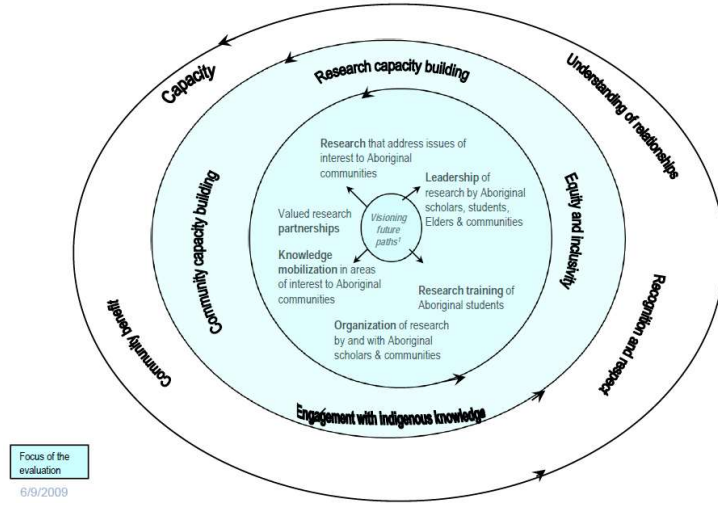 Capacity
Understanding of relationships
Research capacity building
Research that address issues of
interest to Aboriginal
communities
Leadership of
research by Aboriginal
scholars, students,
Elders & communities
Valued research
partnerships
Visioning
future
paths¹
Community capacity building
Equity and inclusivity
Knowledge
mobilization in areas
of interest to Aboriginal
communities
Research training of
Aboriginal students
Organization of research
by and with Aboriginal
scholars & communities
Community benefit
Recognition and respect
Engagement with Indigenous knowledge
Focus of the
evaluation
6/9/2009